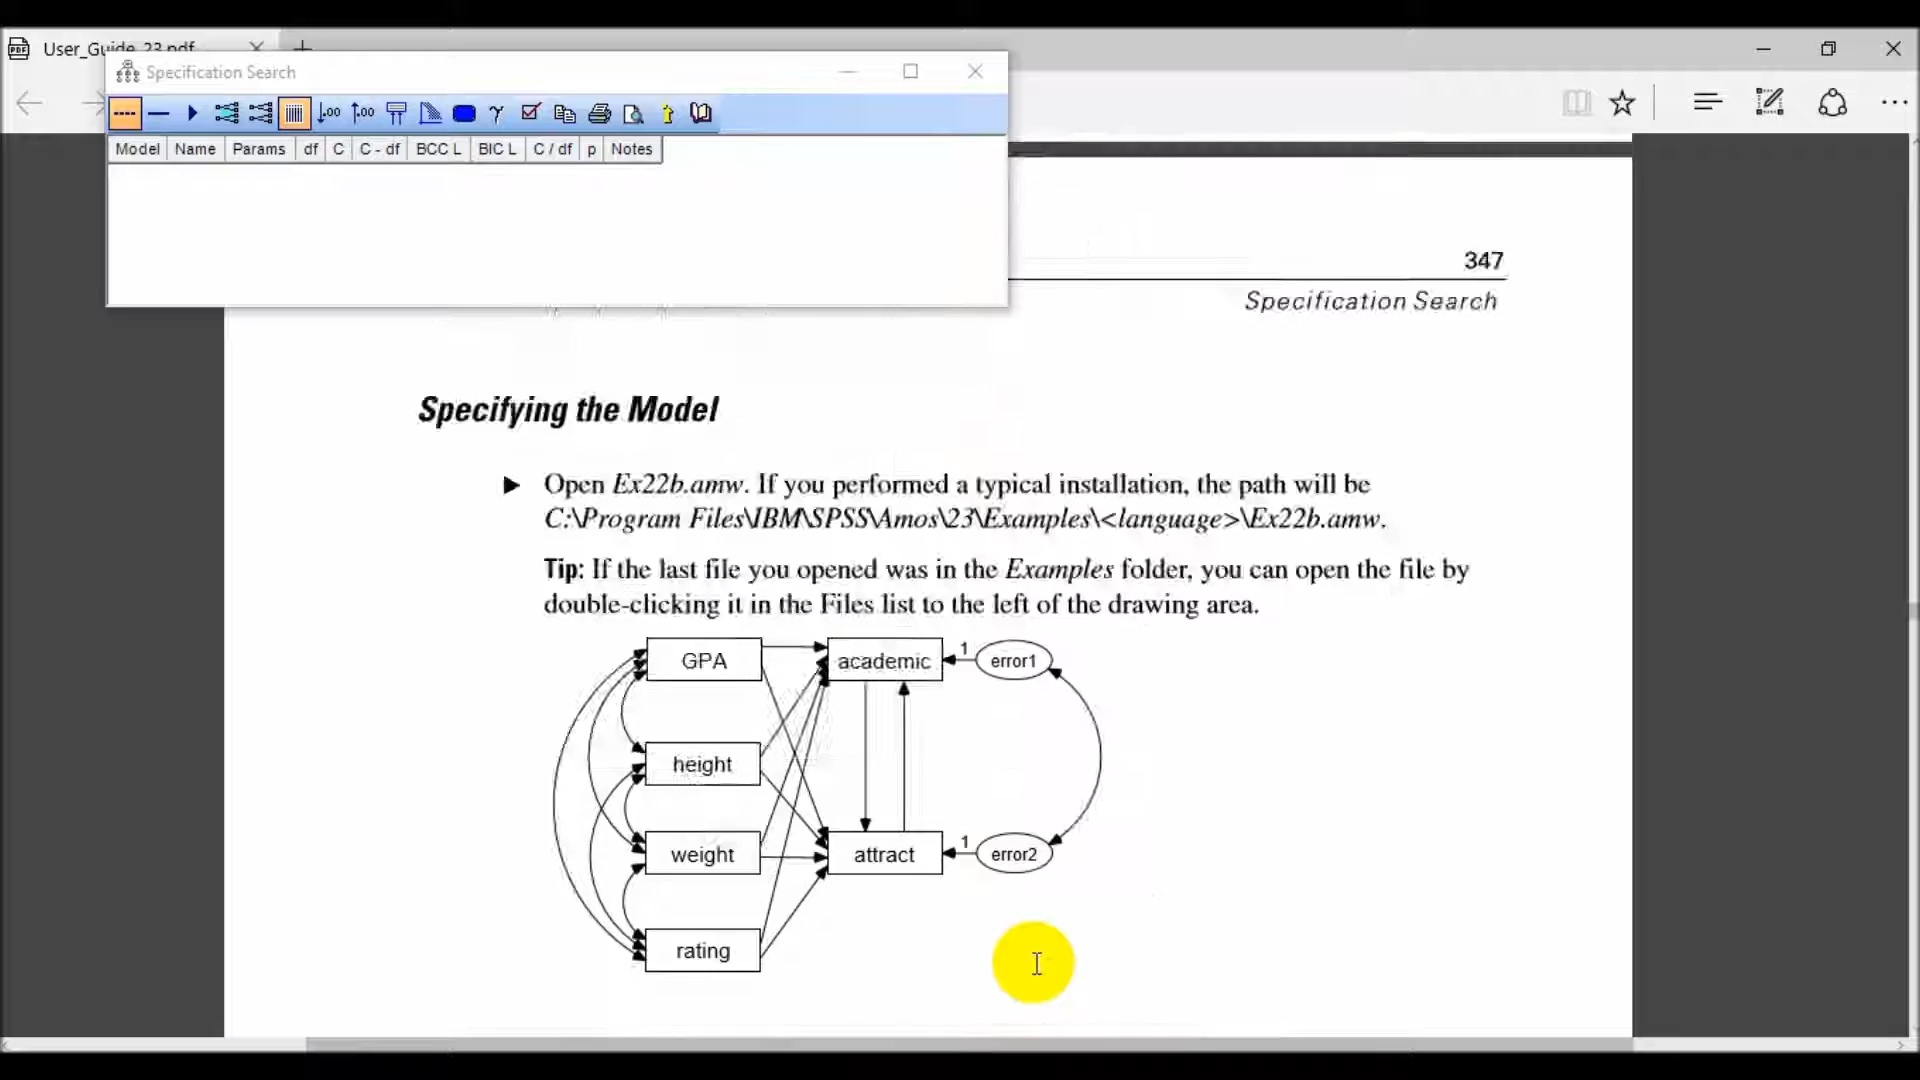 User_Guide_23.pdf
Specification Search
Model Name Params df C C - df BCC L BIC L C / df p Notes
347
Specification Search
Specifying the Model
Open Ex22b.amw. If you performed a typical installation, the path will be
C:\Program Files\IBM\SPSS\Amos\23\Examples\<language>\Ex22b.amw.
Tip: If the last file you opened was in the Examples folder, you can open the file by
double-clicking it in the Files list to the left of the drawing area.
GPA
academic
1
error1
height
weight
attract
1
error2
rating